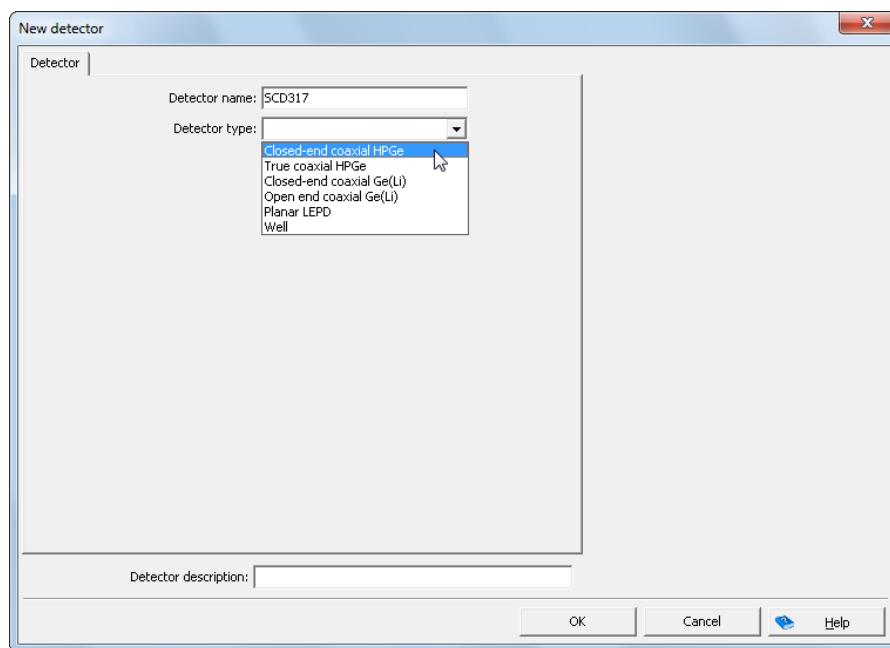 New detector
Detector
Detector name: SCD317
Detector type:
Closed-end coaxial HPGe
True coaxial HPGe
Closed-end coaxial Ge(Li)
Open end coaxial Ge(Li)
Planar LEPD
Well
Detector description:
OK Cancel Help